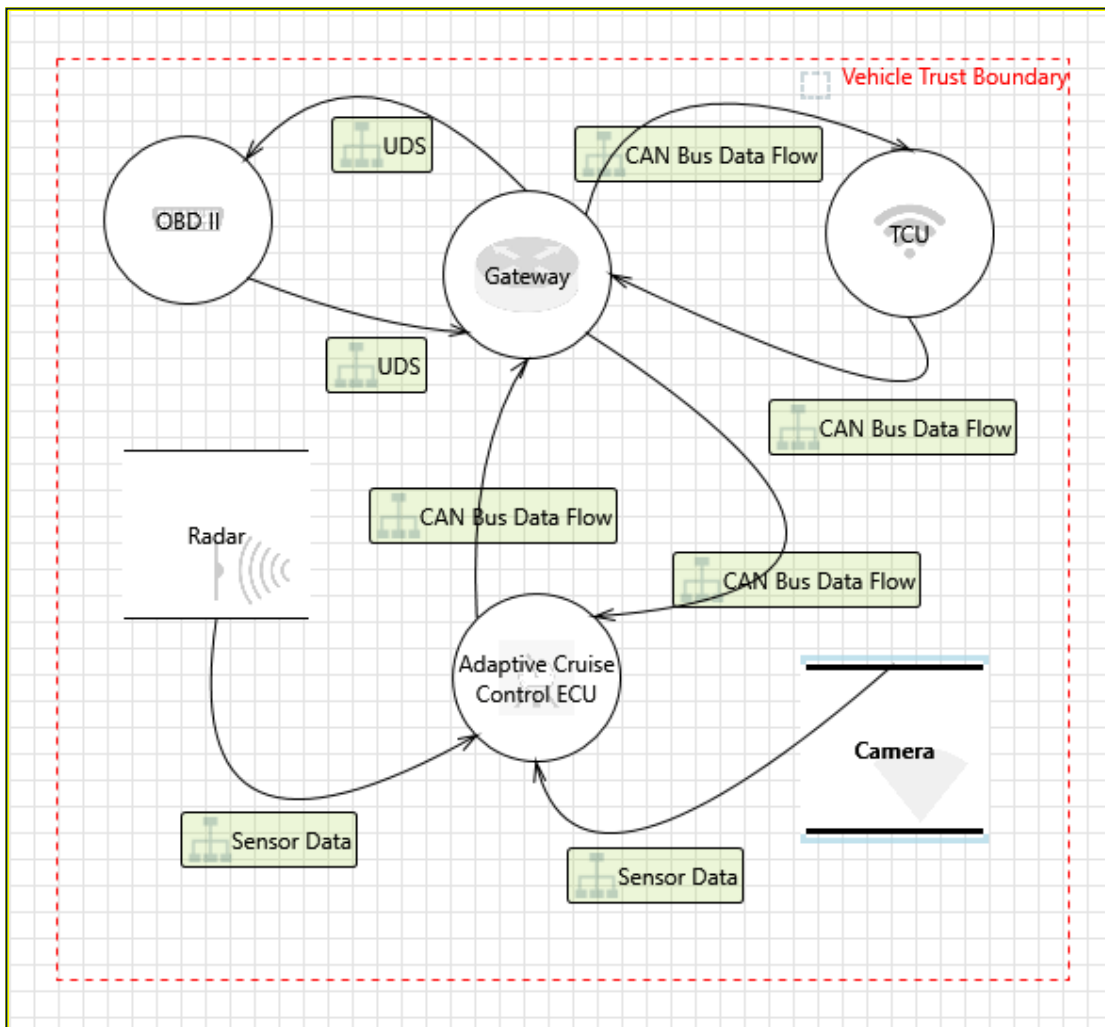 Vehicle Trust Boundary
UDS
CAN Bus Data Flow
OBD II
TCU
Gateway
UDS
CAN Bus Data Flow
CAN Bus Data Flow
Radar
CAN Bus Data Flow
Adaptive Cruise
Control ECU
Camera
Sensor Data
Sensor Data